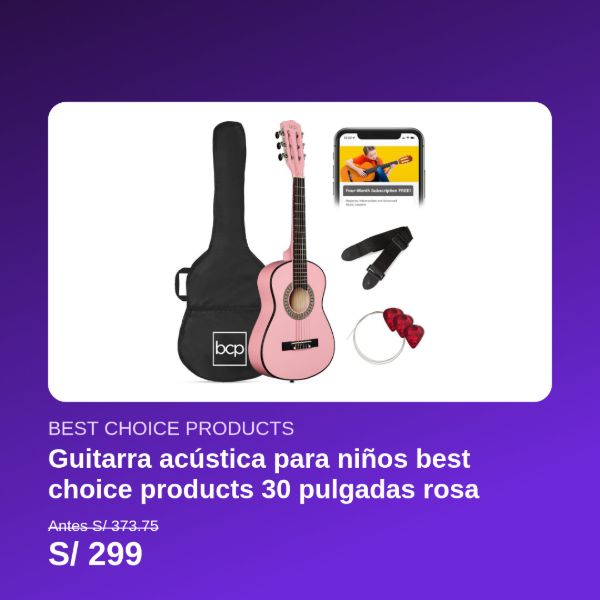 Four-Month Subscription FREE!
bcp
BEST CHOICE PRODUCTS
Guitarra acústica para niños best
choice products 30 pulgadas rosa
Antes S/ 373.75
S/ 299